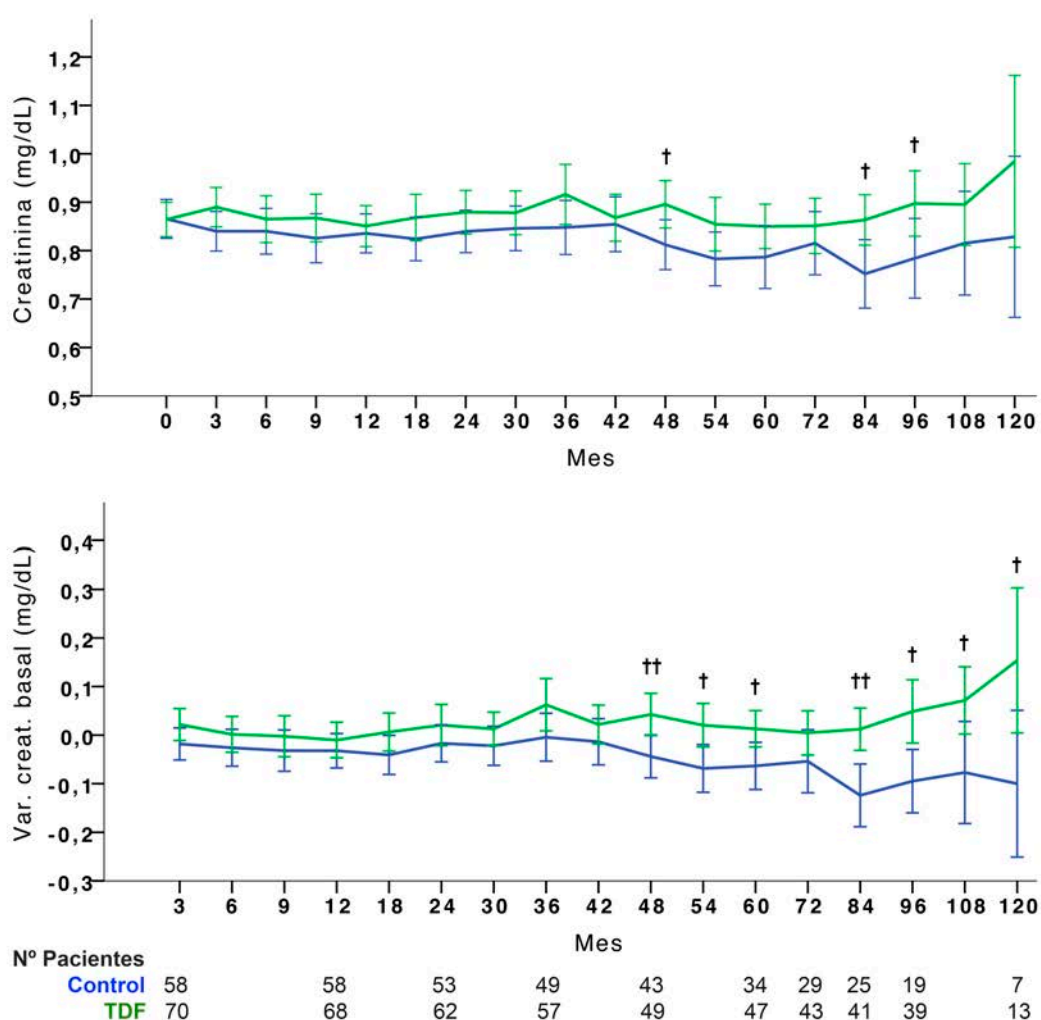 Creatinina (mg/dL)
1,2
1,1
1,0
0,9
0,8
0,7
0,6
0,5
† † †
0 3 6 9 12 18 24 30 36 42 48 54 60 72 84 96 108 120
Mes
Var. creat. basal (mg/dL)
0,4
0,3
0,2
0,1
0,0
-0,1
-0,2
-0,3
†† † † †† † † †
3 6 9 12 18 24 30 36 42 48 54 60 72 84 96 108 120
Mes
Nº Pacientes
Control 58 58 53 49 43 34 29 25 19 7
TDF 70 68 62 57 49 47 43 41 39 13